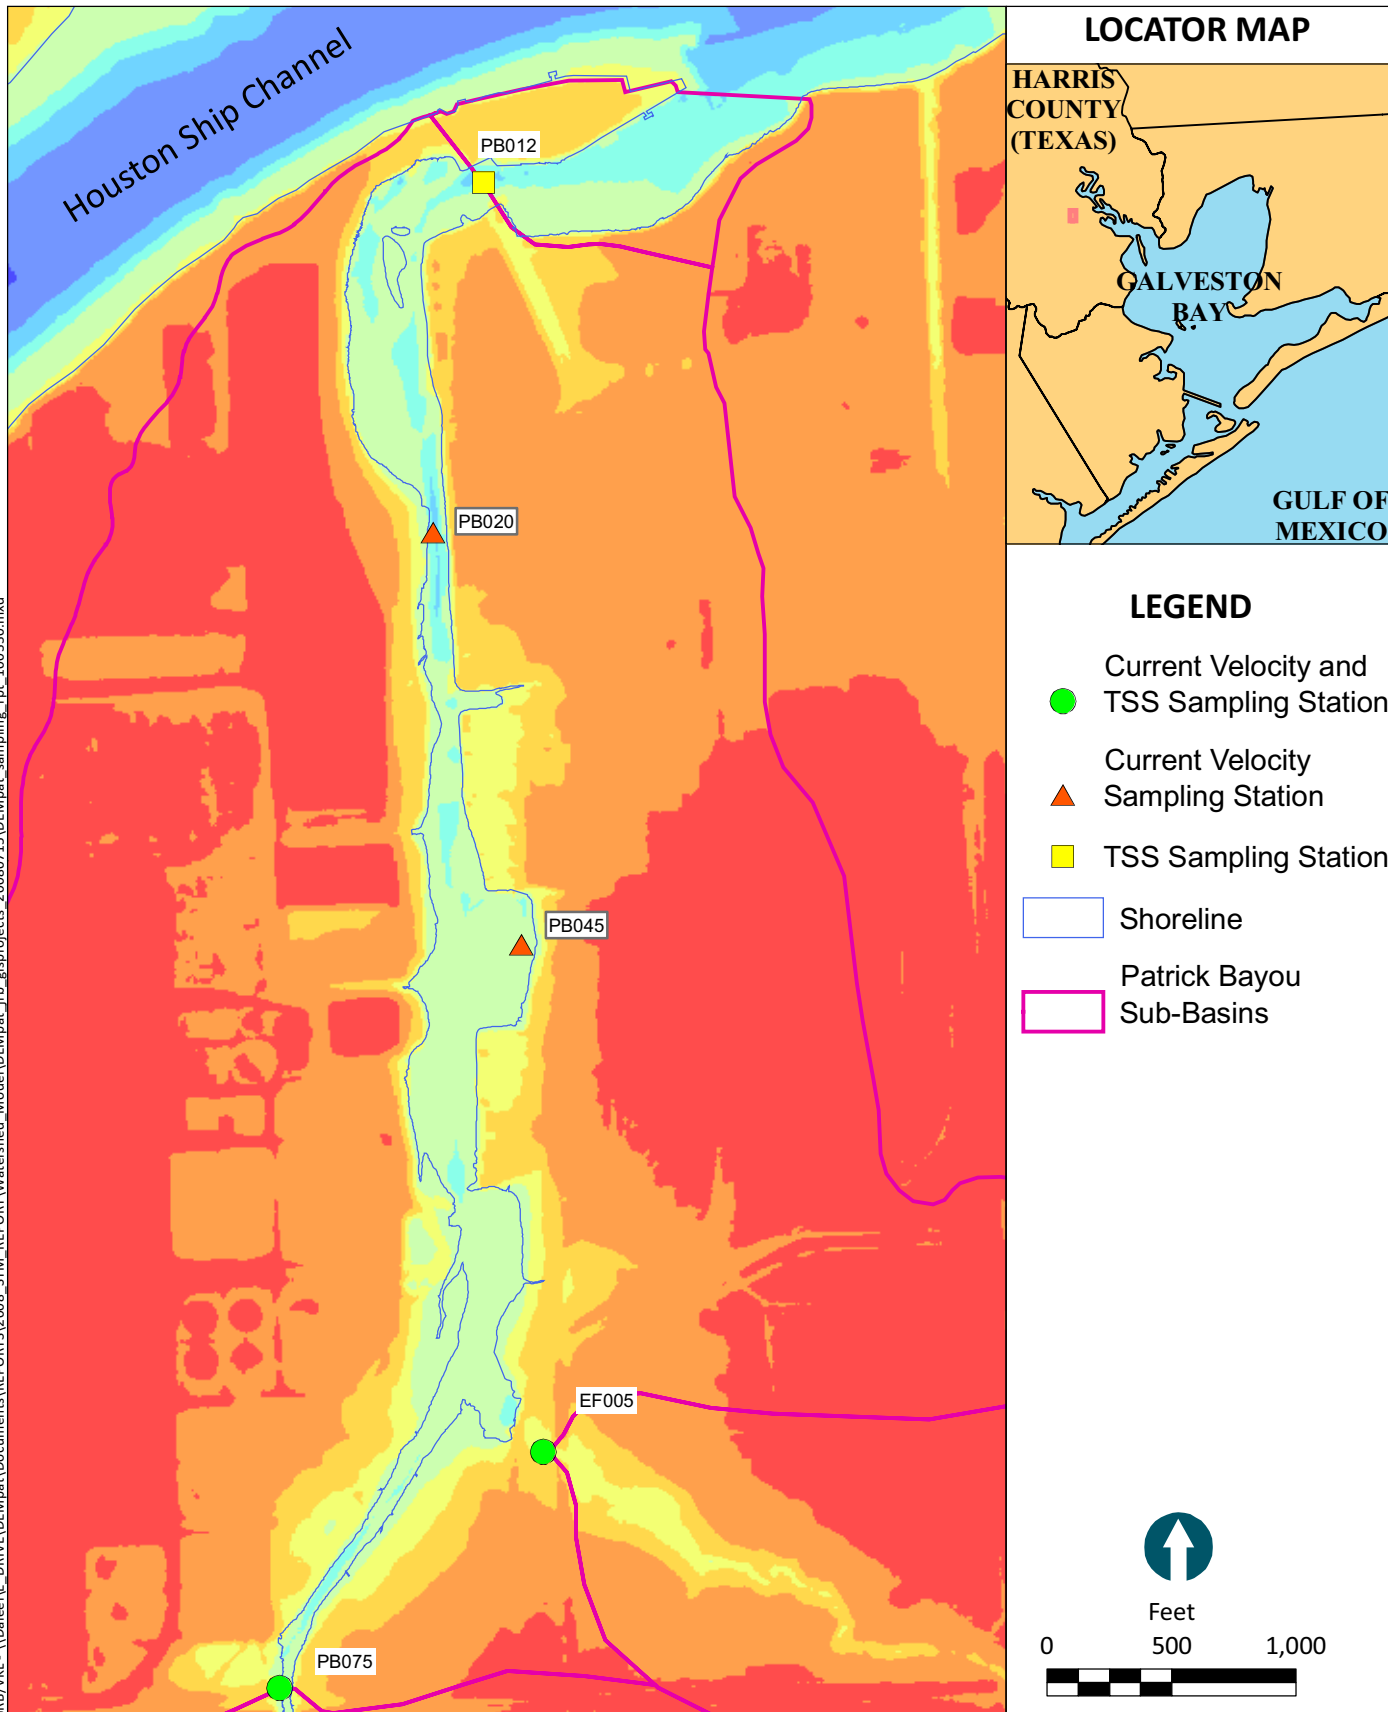 Houston Ship Channel
PB012
PB020
PB045
EF005
PB075
LOCATOR MAP
HARRIS
COUNTY
(TEXAS)
GALVESTON
BAY
GULF OF
MEXICO
LEGEND
Current Velocity and
TSS Sampling Station
Current Velocity
Sampling Station
TSS Sampling Station
Shoreline
Patrick Bayou
Sub-Basins
Feet
0 500 1,000